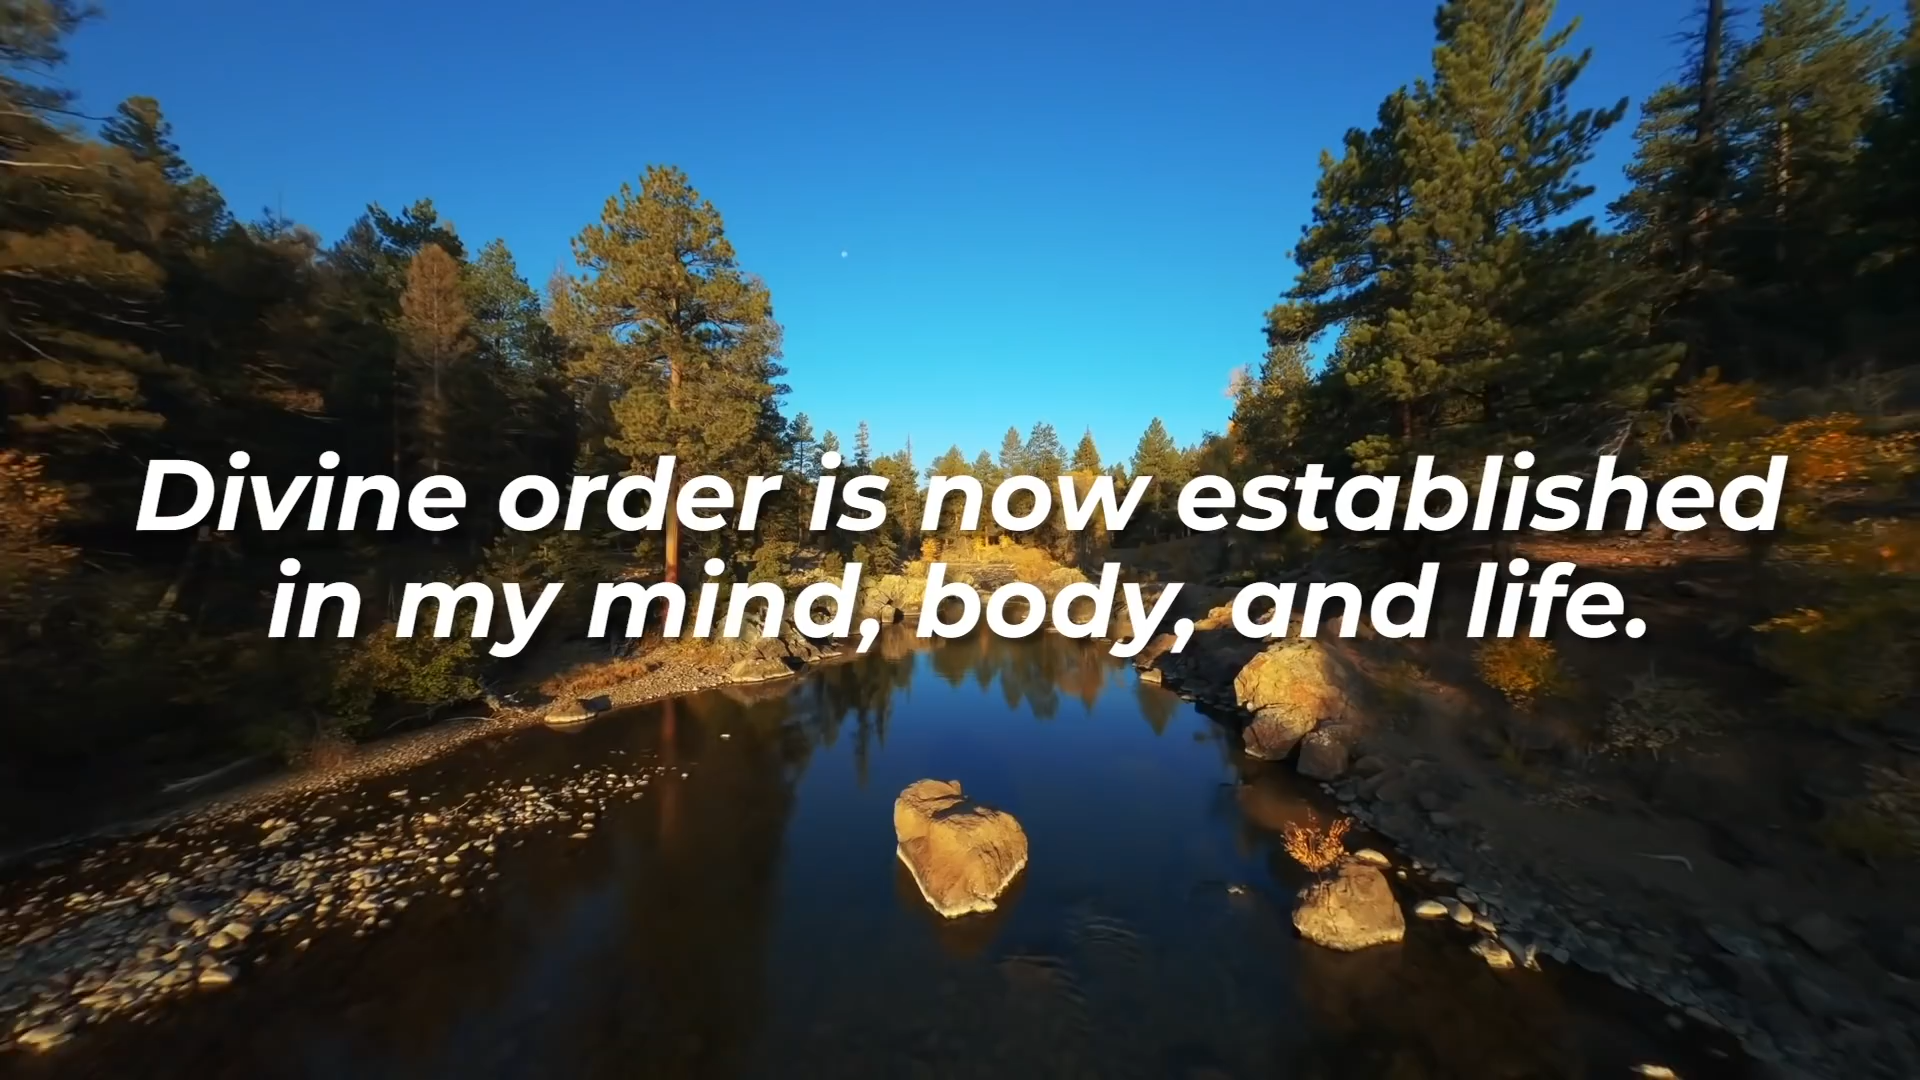 Divine order is now established
in my mind, body, and life.